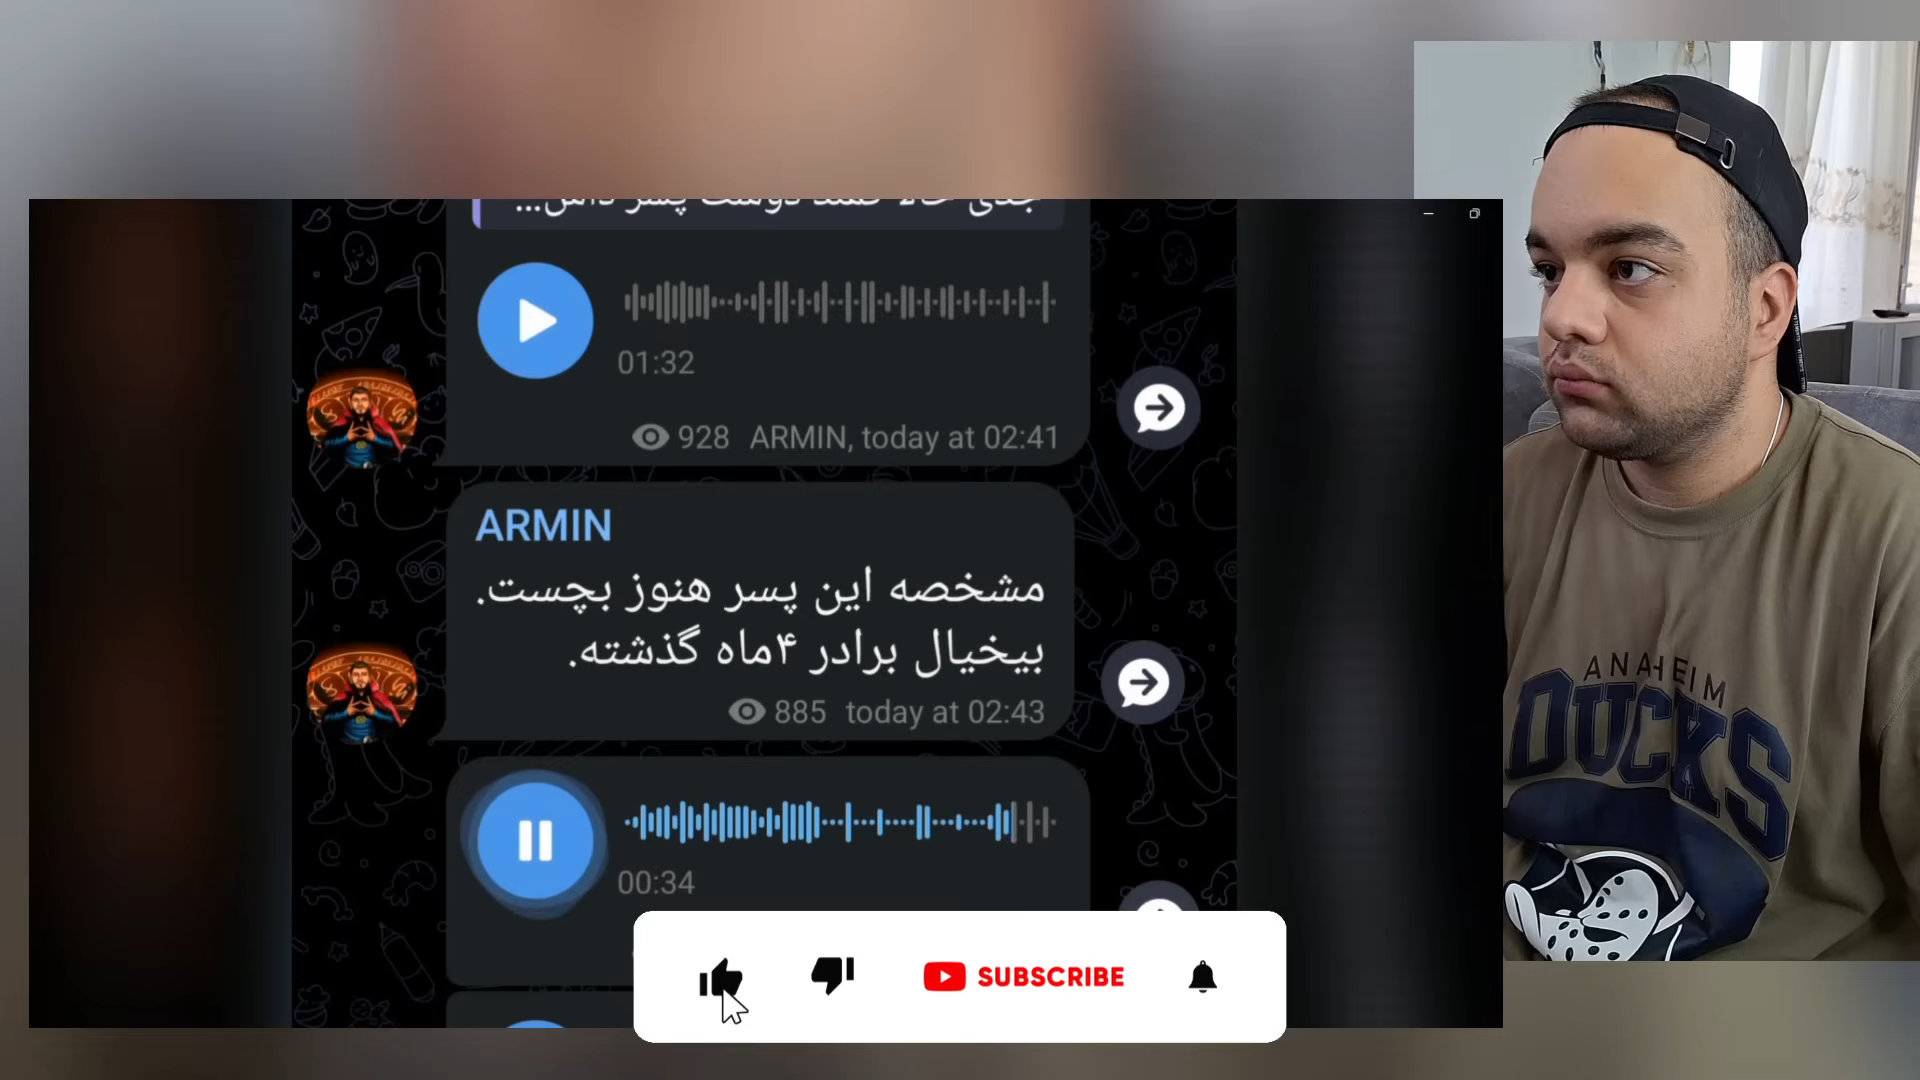 01:32
928 ARMIN, today at 02:41
ARMIN
مشخصه این پسر هنوز بچست.
بیخیال برادر ۴ماه گذشته.
885 today at 02:43
00:34
SUBSCRIBE
ANAHEIM
DUCKS